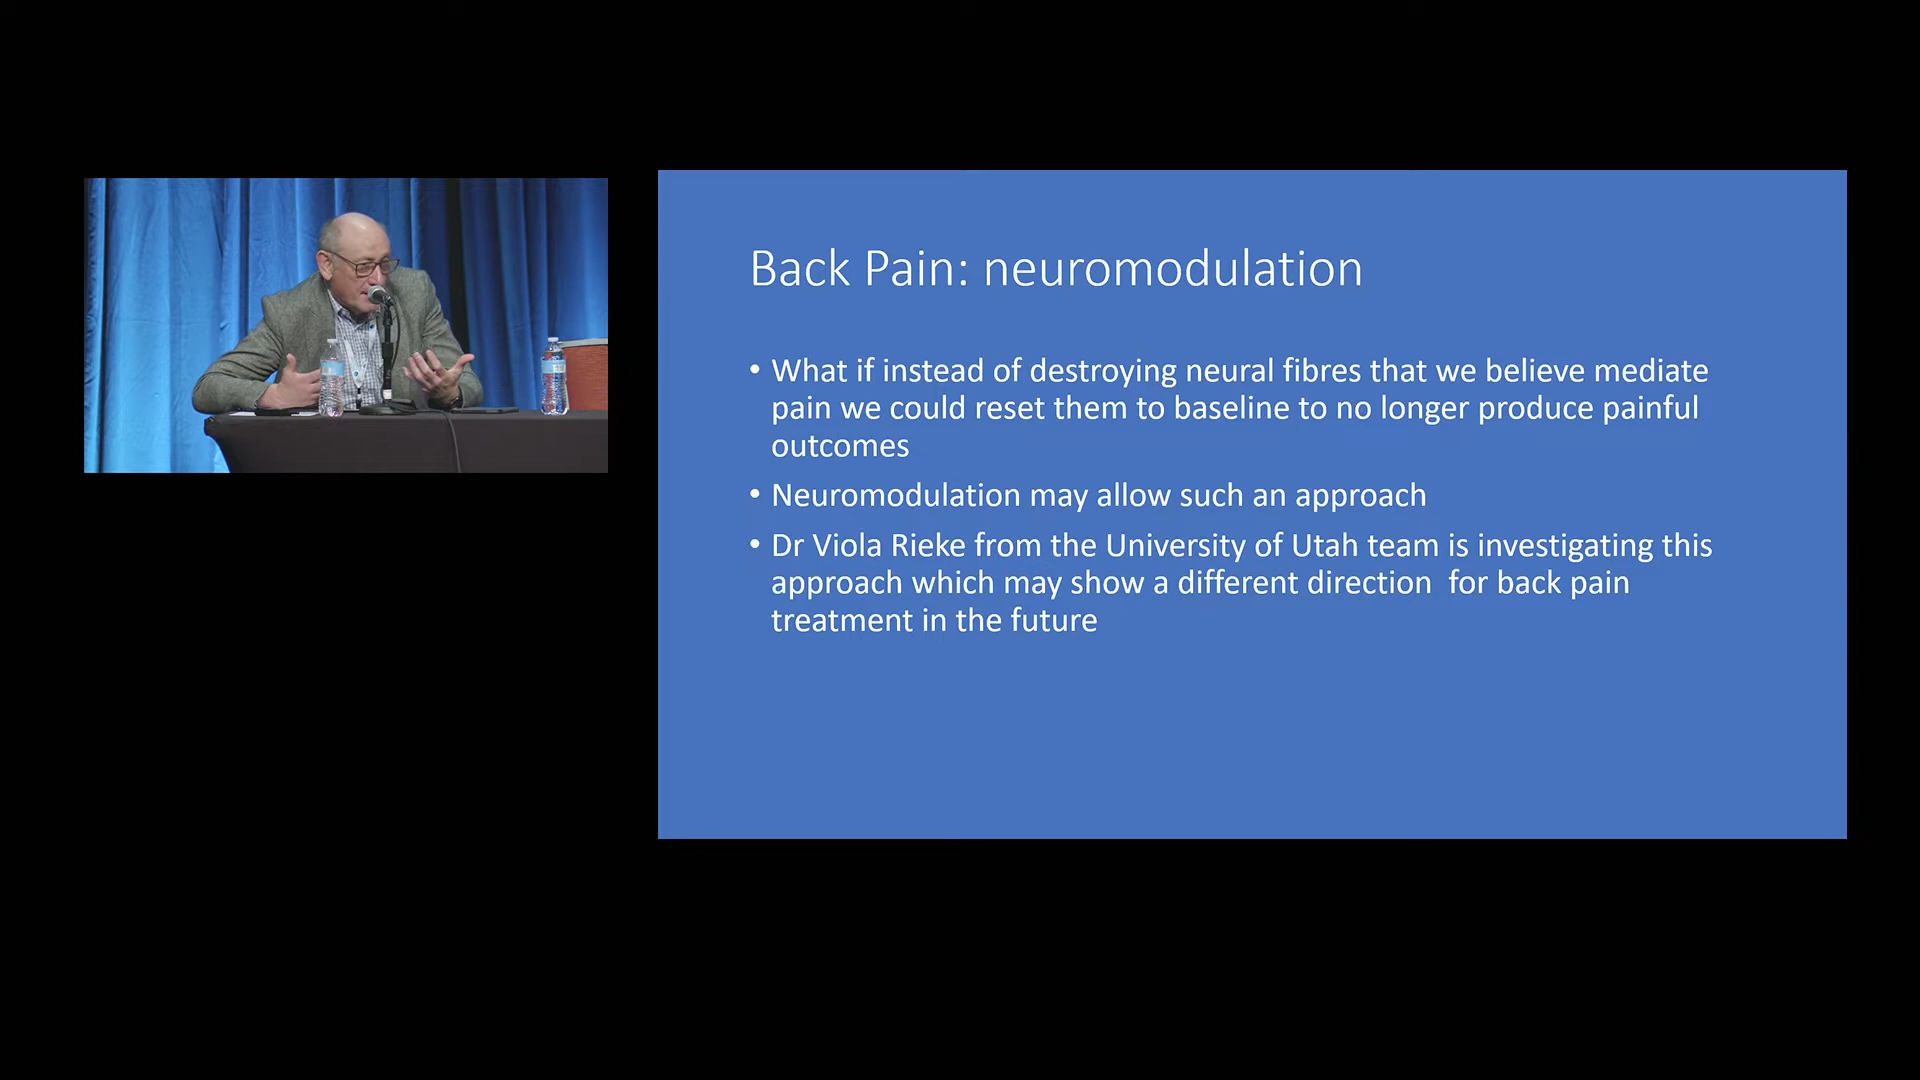 Back Pain: neuromodulation
• What if instead of destroying neural fibres that we believe mediate
pain we could reset them to baseline to no longer produce painful
outcomes
• Neuromodulation may allow such an approach
• Dr Viola Rieke from the University of Utah team is investigating this
approach which may show a different direction  for back pain
treatment in the future